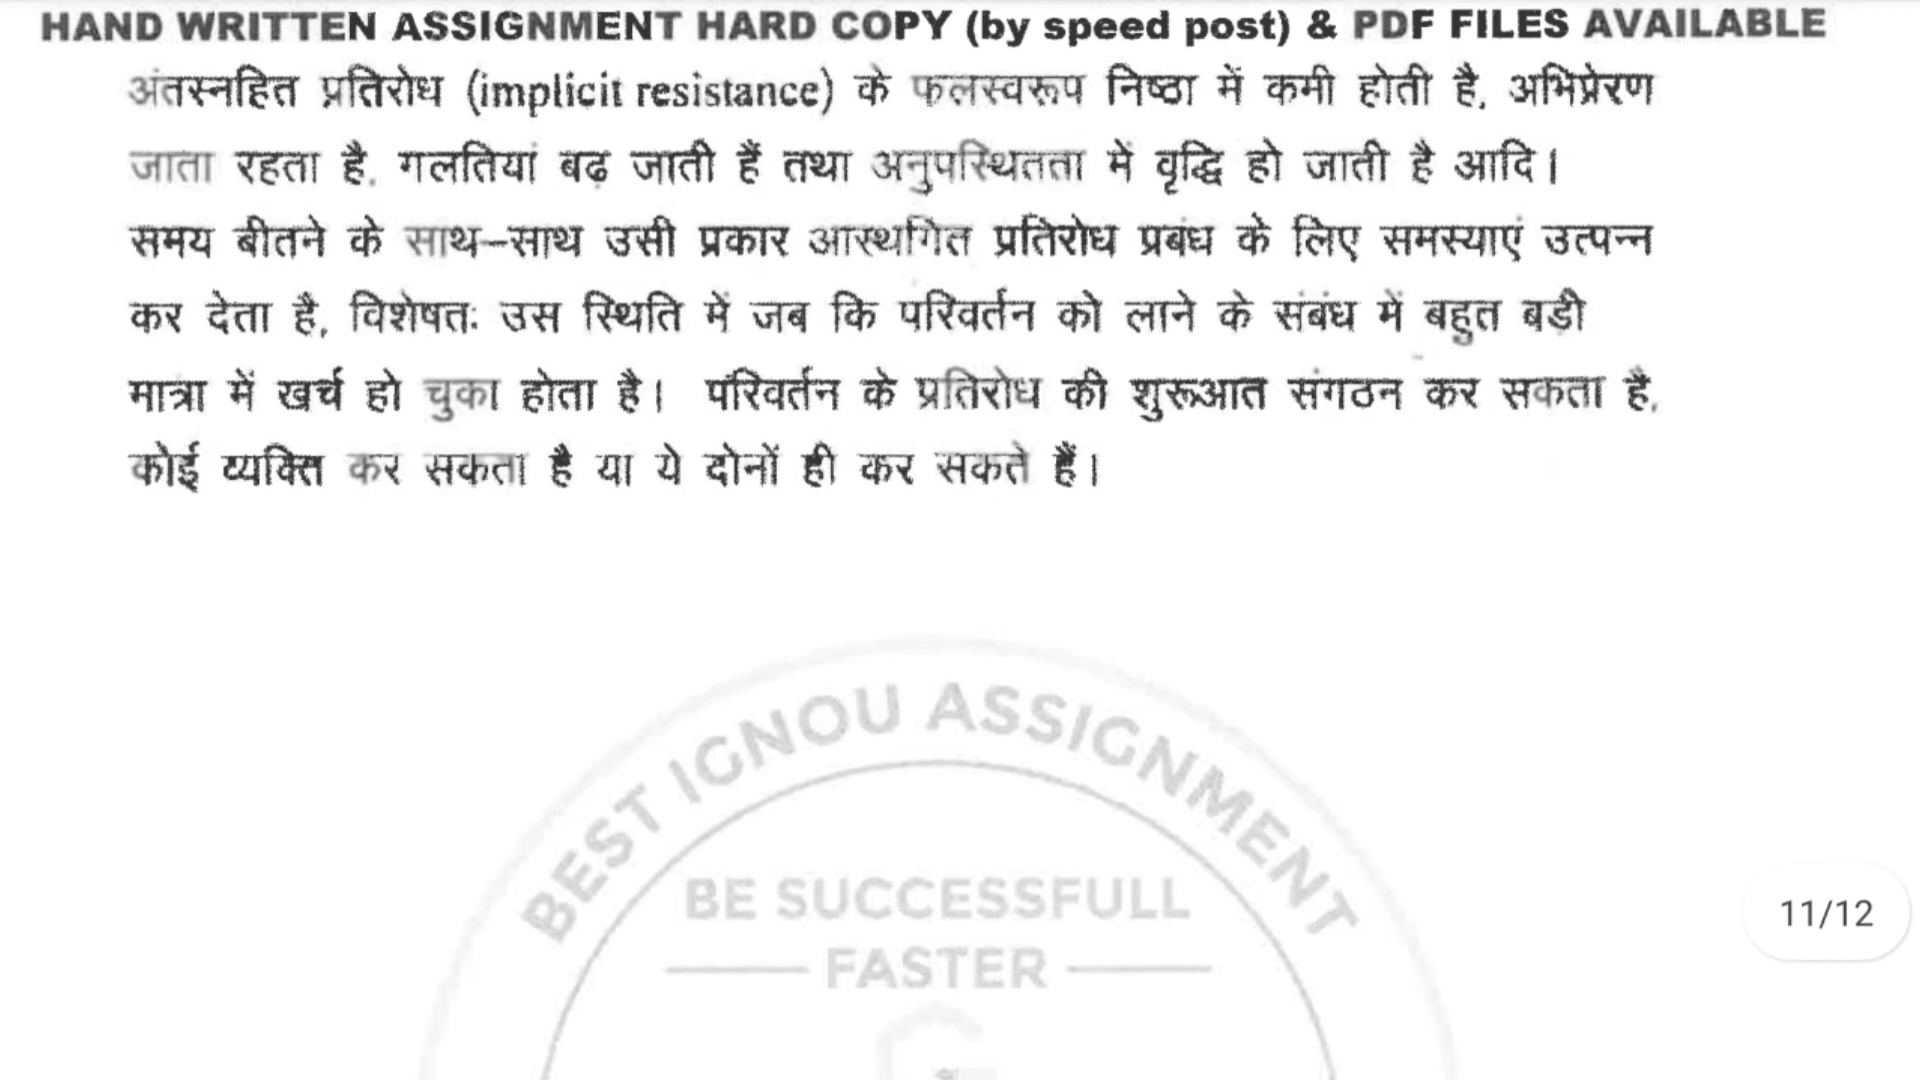 HAND WRITTEN ASSIGNMENT HARD COPY (by speed post) & PDF FILES AVAILABLE
अंतस्नहित प्रतिरोध (implicit resistance) के फलस्वरूप निष्ठा में कमी होती है, अभिप्रेरण
जाता रहता है, गलतियां बढ़ जाती हैं तथा अनुपस्थितता में वृद्धि हो जाती है आदि।
समय बीतने के साथ-साथ उसी प्रकार आस्थगित प्रतिरोध प्रबंध के लिए समस्याएं उत्पन्न
कर देता है, विशेषतः उस स्थिति में जब कि परिवर्तन को लाने के संबंध में बहुत बडी
मात्रा में खर्च हो चुका होता है। परिवर्तन के प्रतिरोध की शुरूआत संगठन कर सकता है,
कोई व्यक्ति कर सकता है या ये दोनों ही कर सकते हैं।
BEST IGNOU ASSIGNMENT
BE SUCCESSFULL
FASTER
11/12